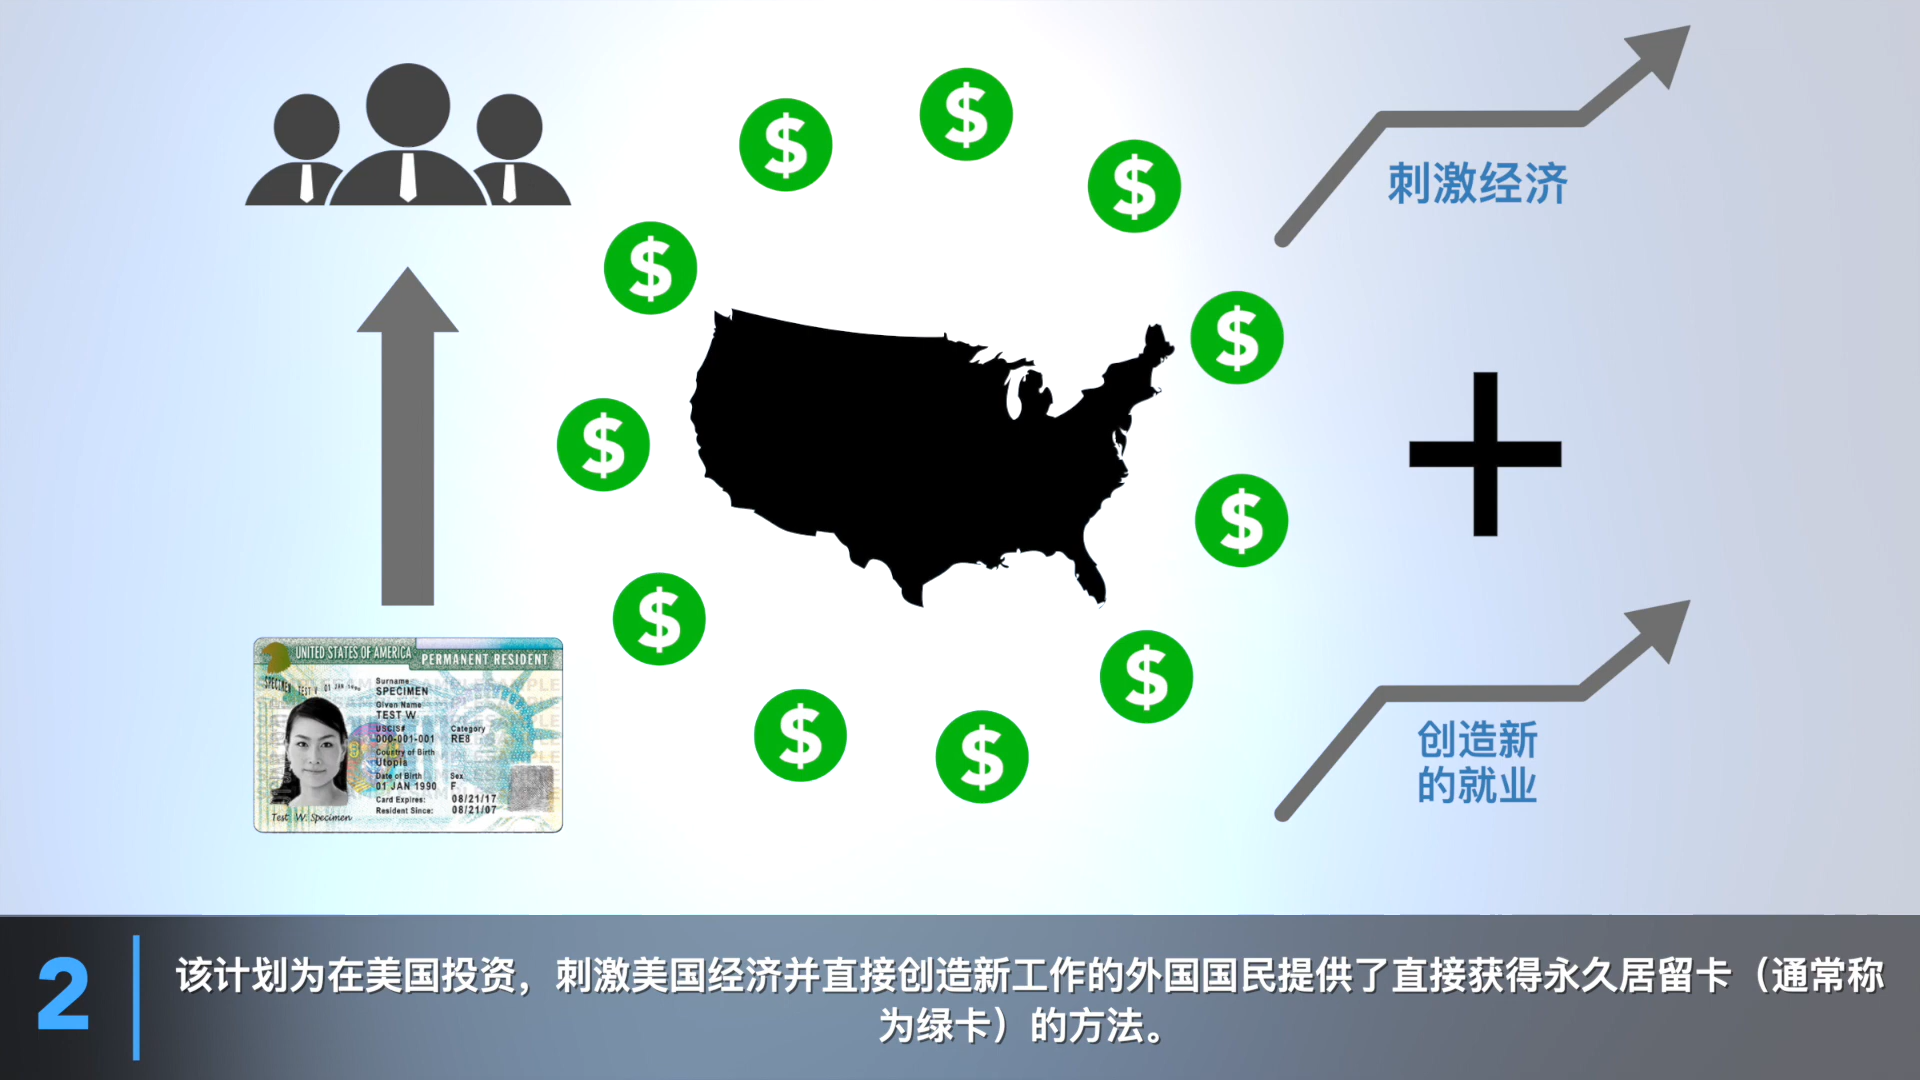 刺激经济
创造新
的就业
UNITED STATES OF AMERICA
PERMANENT RESIDENT
Surname
SPECIMEN
Given Name
TEST W
USCIS#
000-001-001
Category
RE8
Country of Birth
Utopia
Date of Birth
01 JAN 1990
Sex
F
Card Expires: 08/21/17
Resident Since: 08/21/07
Test W. Specimen
2
该计划为在美国投资，刺激美国经济并直接创造新工作的外国国民提供了直接获得永久居留卡（通常称
为绿卡）的方法。